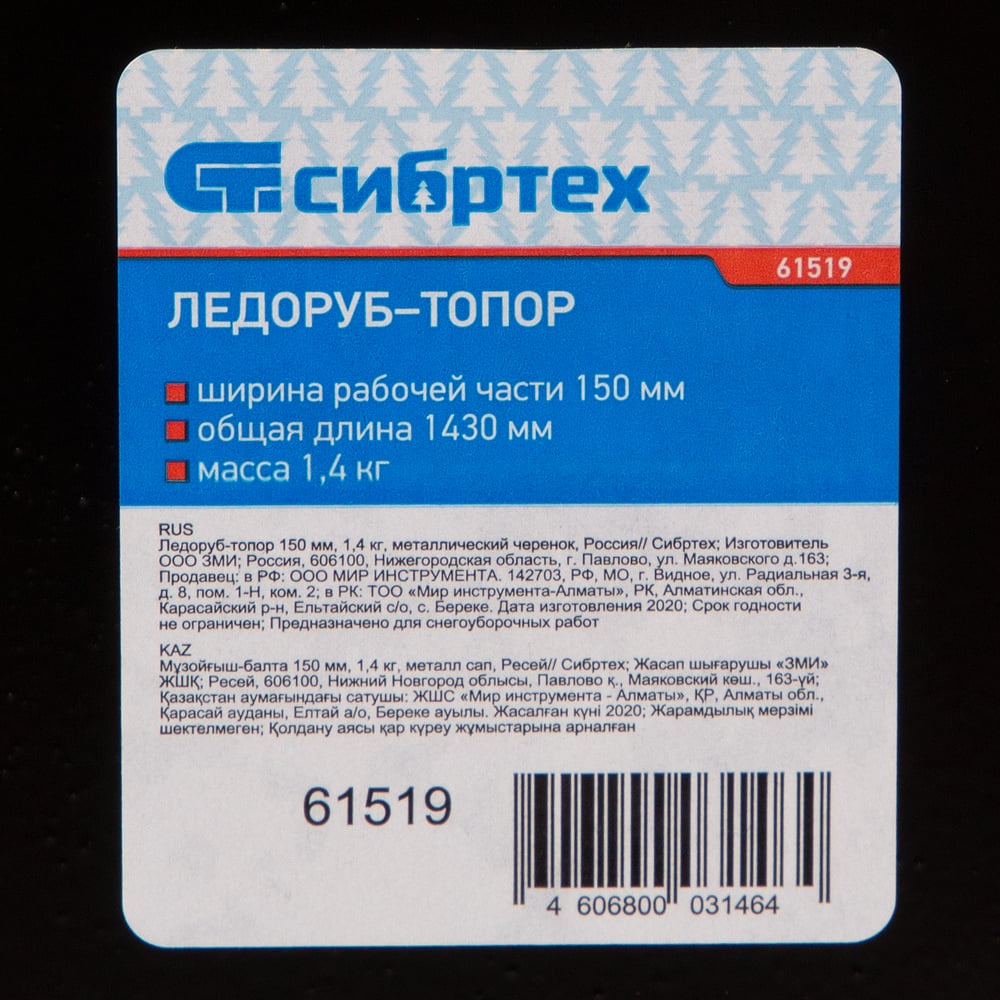 сибртех
61519
ЛЕДОРУБ–ТОПОР
ширина рабочей части 150 мм
общая длина 1430 мм
масса 1,4 кг
RUS
Ледоруб-топор 150 мм, 1,4 кг, металлический черенок, Россия// Сибртех; Изготовитель
ООО ЗМИ; Россия, 606100, Нижегородская область, г. Павлово, ул. Маяковского д.163;
Продавец: в РФ: ООО МИР ИНСТРУМЕНТА. 142703, РФ, МО, г. Видное, ул. Радиальная 3-я,
д. 8, пом. 1-Н, ком. 2; в РК: ТОО «Мир инструмента-Алматы», РК, Алматинская обл.,
Карасайский р-н, Ельтайский с/о, с. Береке. Дата изготовления 2020; Срок годности
не ограничен; Предназначено для снегоуборочных работ
KAZ
Мұзойғыш-балта 150 мм, 1,4 кг, металл сап, Ресей// Сибртех; Жасап шығарушы «ЗМИ»
ЖШҚ; Ресей, 606100, Нижний Новгород облысы, Павлово қ., Маяковский көш., 163-үй;
Қазақстан аумағындағы сатушы: ЖШС «Мир инструмента - Алматы», ҚР, Алматы обл.,
Қарасай ауданы, Елтай а/о, Береке ауылы. Жасалған күні 2020; Жарамдылық мерзімі
шектелмеген; Қолдану аясы қар күреу жұмыстарына арналған
61519
4 606800 031464